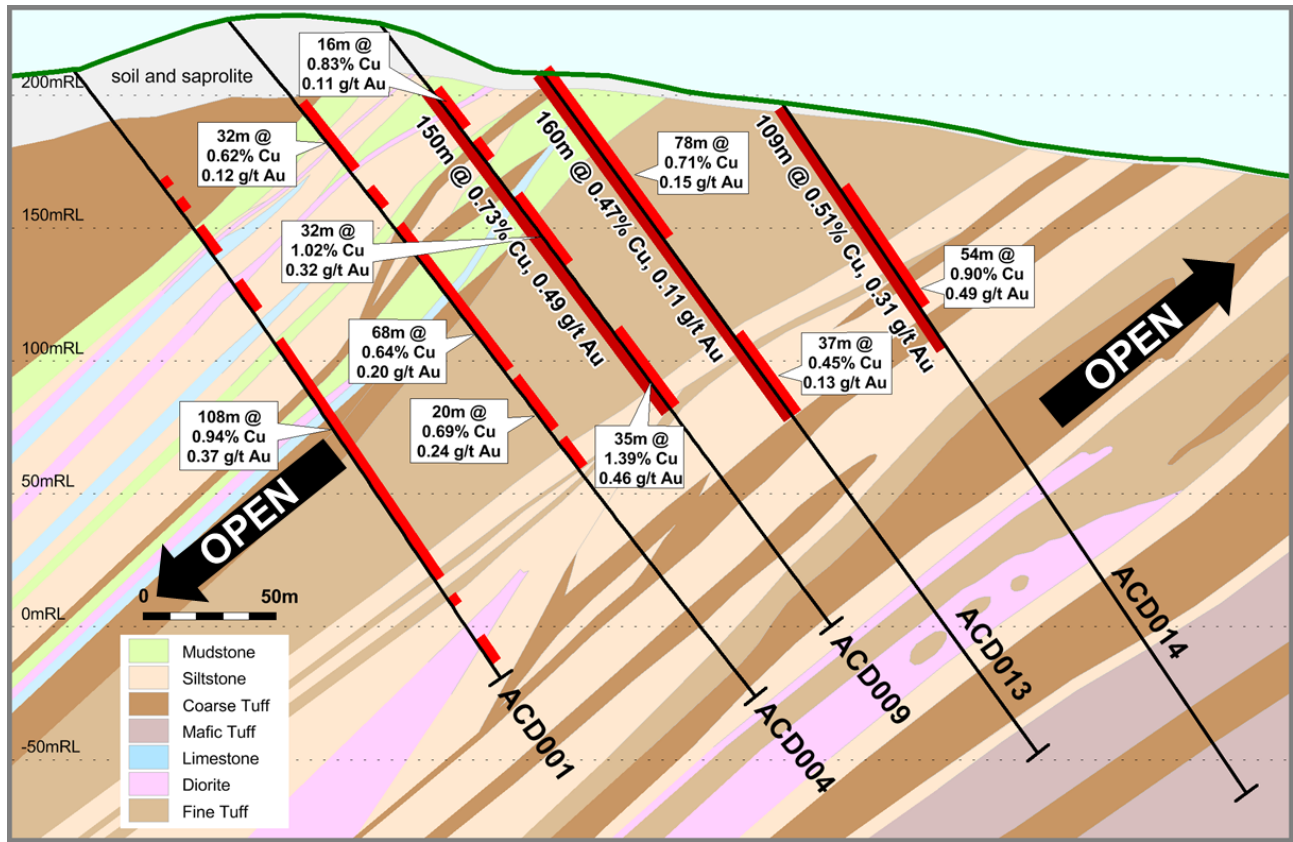 16m @
0.83% Cu
0.11 g/t Au
200mRL
soil and saprolite
32m @
0.62% Cu
0.12 g/t Au
150m @ 0.73% Cu, 0.49 g/t Au
160m @ 0.47% Cu, 0.11 g/t Au
78m @
0.71% Cu
0.15 g/t Au
109m @ 0.51% Cu, 0.31 g/t Au
150mRL
32m @
1.02% Cu
0.32 g/t Au
54m @
0.90% Cu
0.49 g/t Au
OPEN
68m @
0.64% Cu
0.20 g/t Au
100mRL
37m @
0.45% Cu
0.13 g/t Au
108m @
0.94% Cu
0.37 g/t Au
20m @
0.69% Cu
0.24 g/t Au
35m @
1.39% Cu
0.46 g/t Au
50mRL
OPEN
0 50m
0mRL
Mudstone
Siltstone
Coarse Tuff
Mafic Tuff
Limestone
Diorite
Fine Tuff
-50mRL
ACD001
ACD004
ACD009
ACD013
ACD014